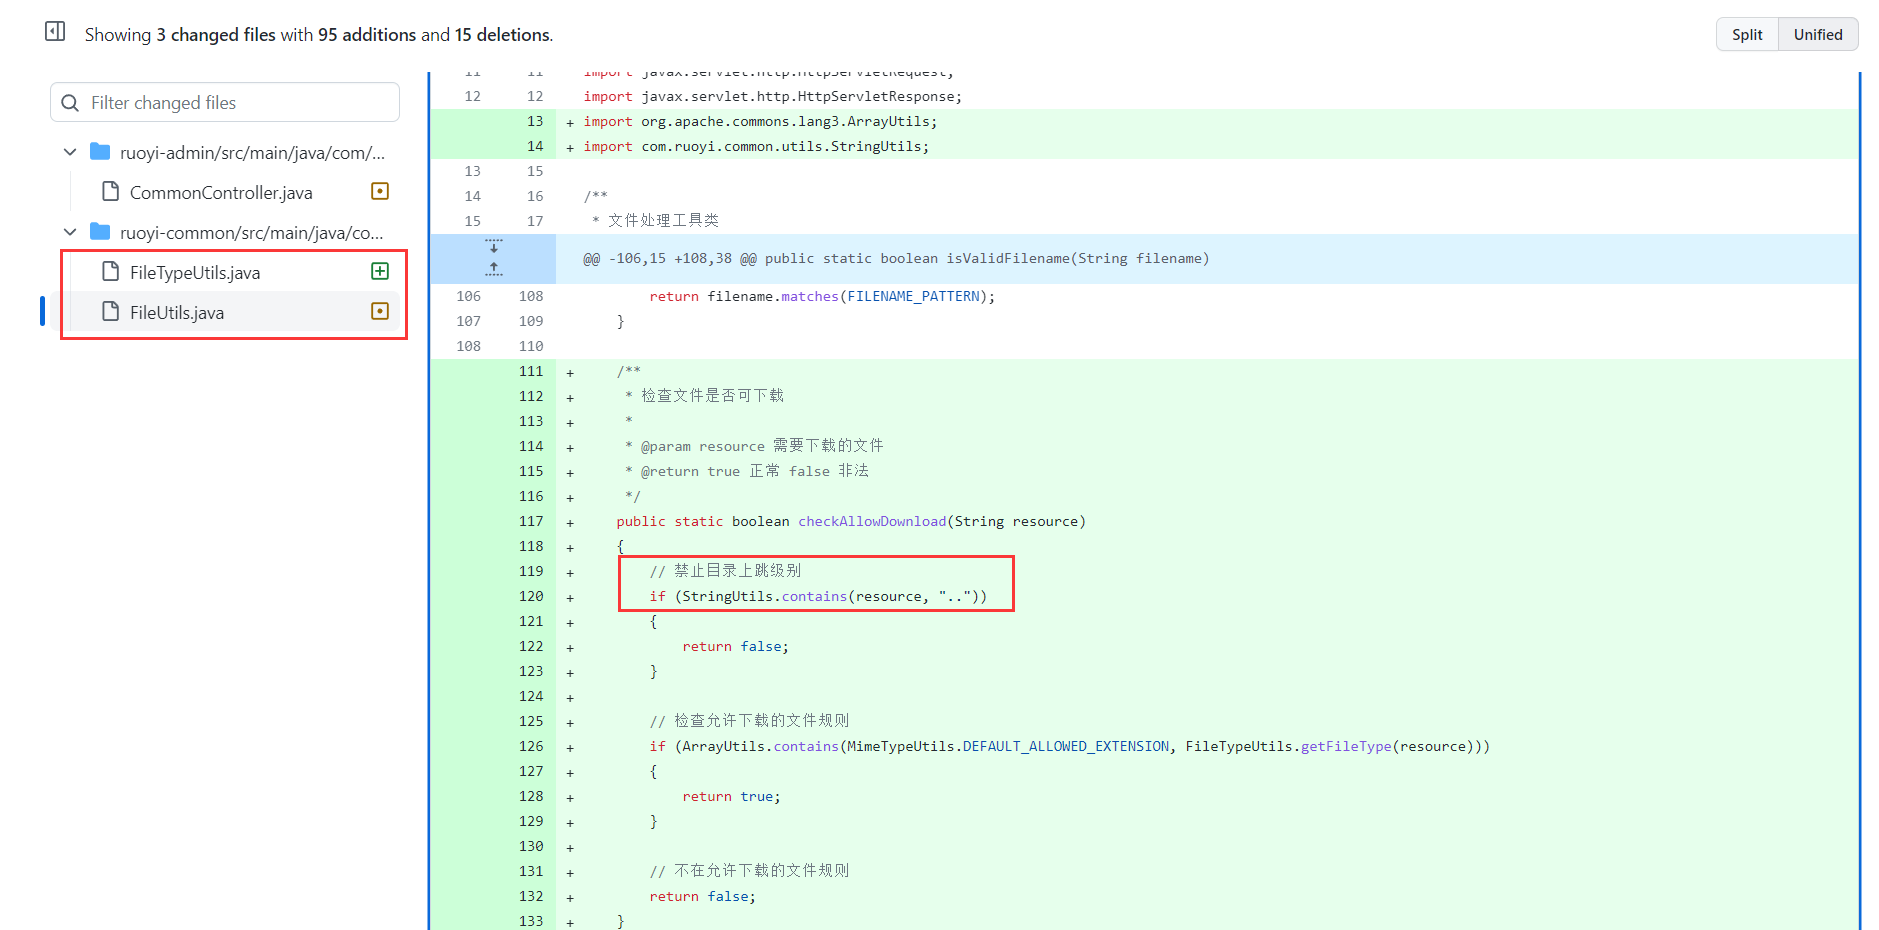 Showing 3 changed files with 95 additions and 15 deletions.
Split Unified
Filter changed files
ruoyi-admin/src/main/java/com/...
CommonController.java
ruoyi-common/src/main/java/co...
FileTypeUtils.java
FileUtils.java
11 11 import javax.servlet.http.HttpServletRequest;
12 12 import javax.servlet.http.HttpServletResponse;
13 + import org.apache.commons.lang3.ArrayUtils;
14 + import com.ruoyi.common.utils.StringUtils;
13 15
14 16 /**
15 17 * 文件处理工具类
@@ -106,15 +108,38 @@ public static boolean isValidFilename(String filename)
106 108 return filename.matches(FILENAME_PATTERN);
107 109 }
108 110
111 + /**
112 + * 检查文件是否可下载
113 + *
114 + * @param resource 需要下载的文件
115 + * @return true 正常 false 非法
116 + */
117 + public static boolean checkAllowDownload(String resource)
118 + {
119 + // 禁止目录上跳级别
120 + if (StringUtils.contains(resource, ".."))
121 + {
122 + return false;
123 + }
124 +
125 + // 检查允许下载的文件规则
126 + if (ArrayUtils.contains(MimeTypeUtils.DEFAULT_ALLOWED_EXTENSION, FileTypeUtils.getFileType(resource)))
127 + {
128 + return true;
129 + }
130 +
131 + // 不在允许下载的文件规则
132 + return false;
133 + }